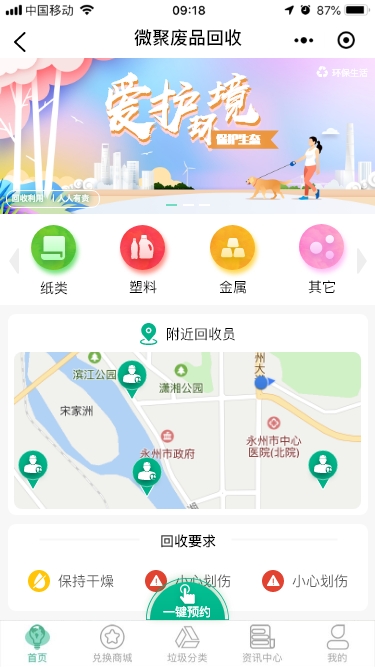 中国移动
09:18
87%
微聚废品回收
环保生活
爱护环境
保护生态
回收利用 人人有责
纸类
塑料
金属
其它
附近回收员
滨江公园
潇湘公园
州大
宋家洲
永州市政府
永州市中心
医院(北院)
回收要求
保持干燥
小心划伤
小心划伤
一键预约
首页
兑换商城
垃圾分类
资讯中心
我的